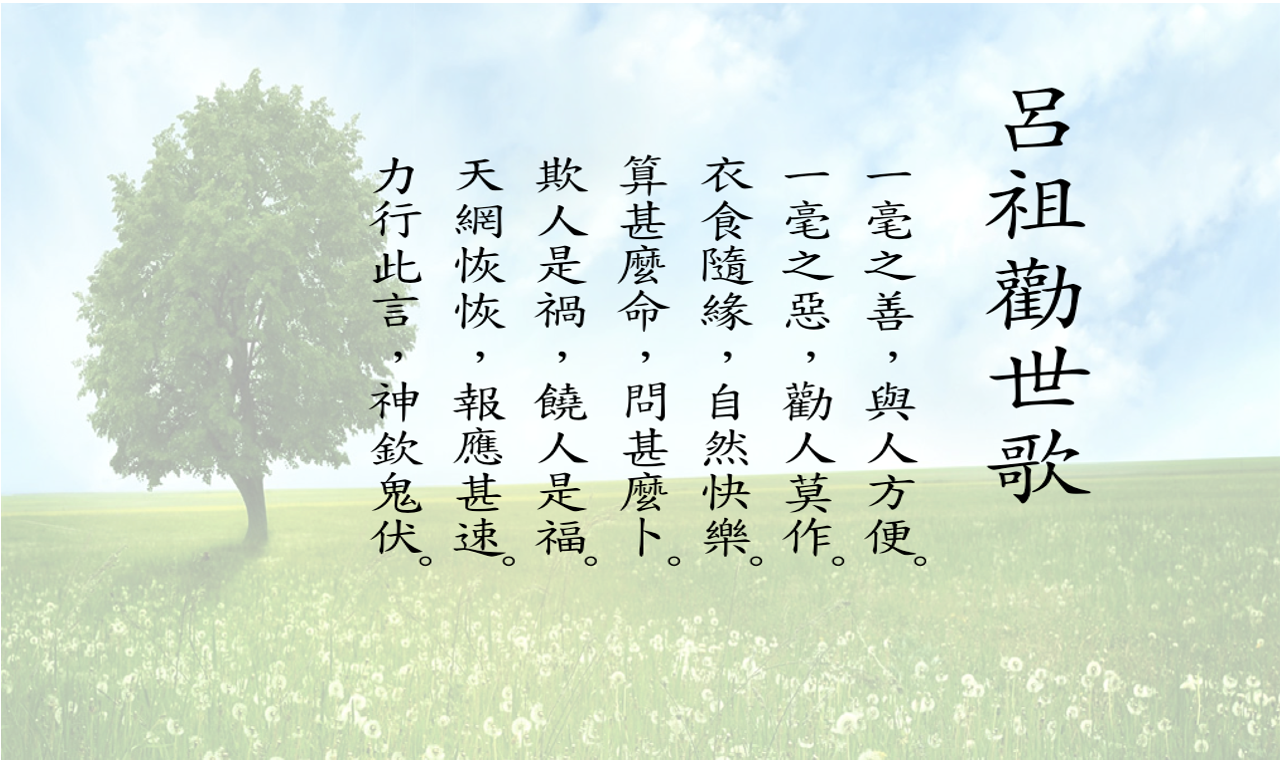 呂祖勸世歌
一毫之善，與人方便。
一毫之惡，勸人莫作。
衣食隨緣，自然快樂。
算甚麼命，問甚麼卜。
欺人是禍，饒人是福。
天網恢恢，報應甚速。
力行此言，神欽鬼伏。